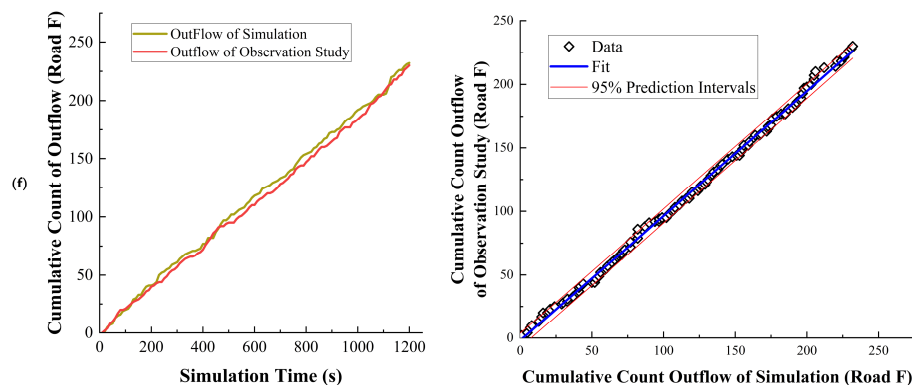 (f)
Cumulative Count of Outflow (Road F)
250
200
150
100
50
0
OutFlow of Simulation
Outflow of Observation Study
0
200
400
600
800
1000
1200
Simulation Time (s)
Cumulative Count Outflow
of Observation Study (Road F)
250
200
150
100
50
0
Data
Fit
95% Prediction Intervals
50
100
150
200
250
Cumulative Count Outflow of Simulation (Road F)